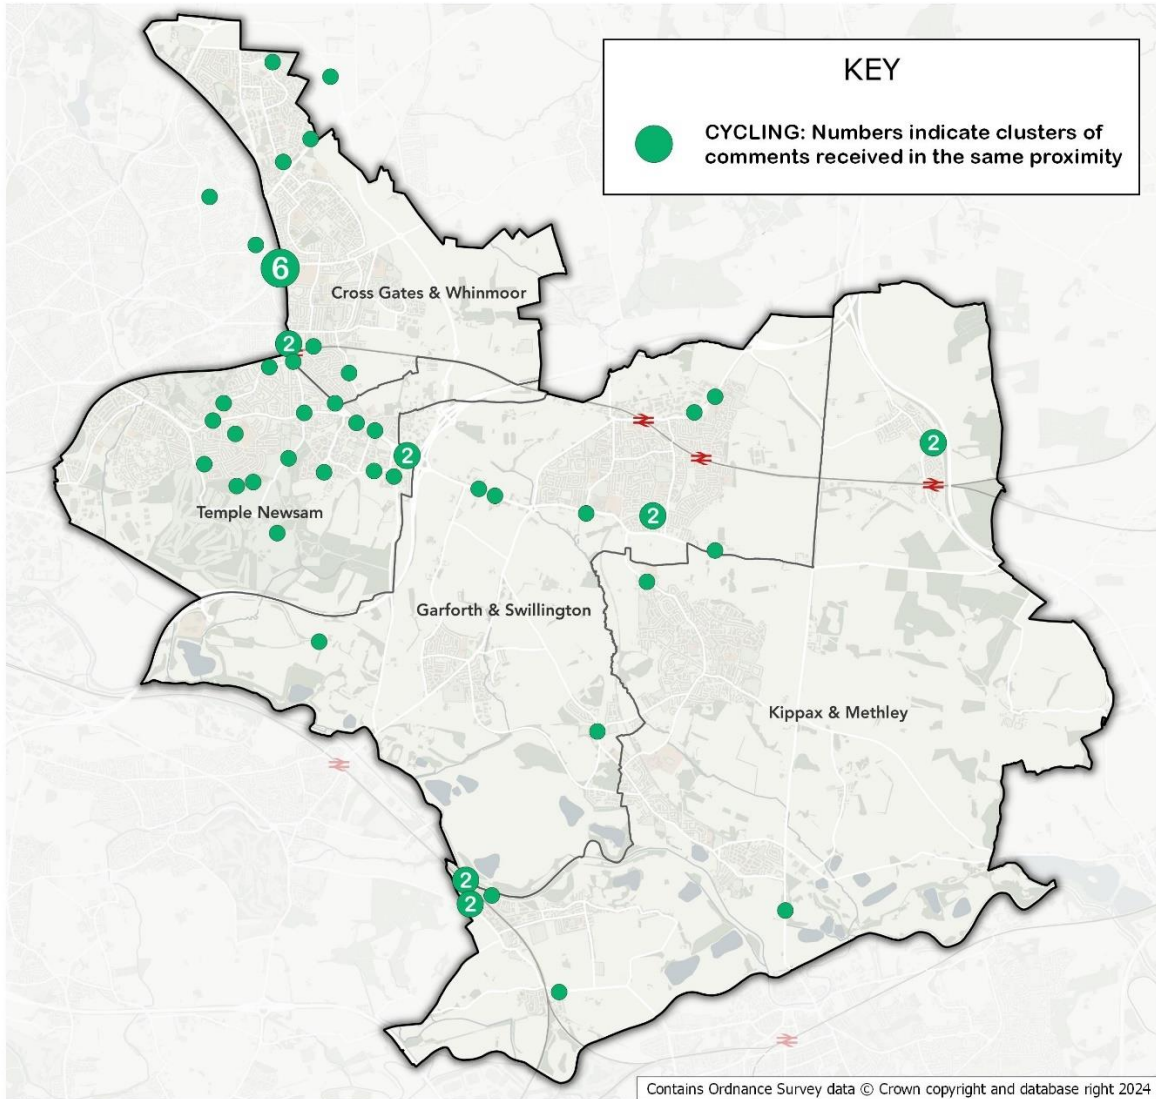 KEY
CYCLING: Numbers indicate clusters of
comments received in the same proximity
6
Cross Gates & Whinmoor
2
2
2
2
Temple Newsam
Garforth & Swillington
Kippax & Methley
2
2
Contains Ordnance Survey data © Crown copyright and database right 2024